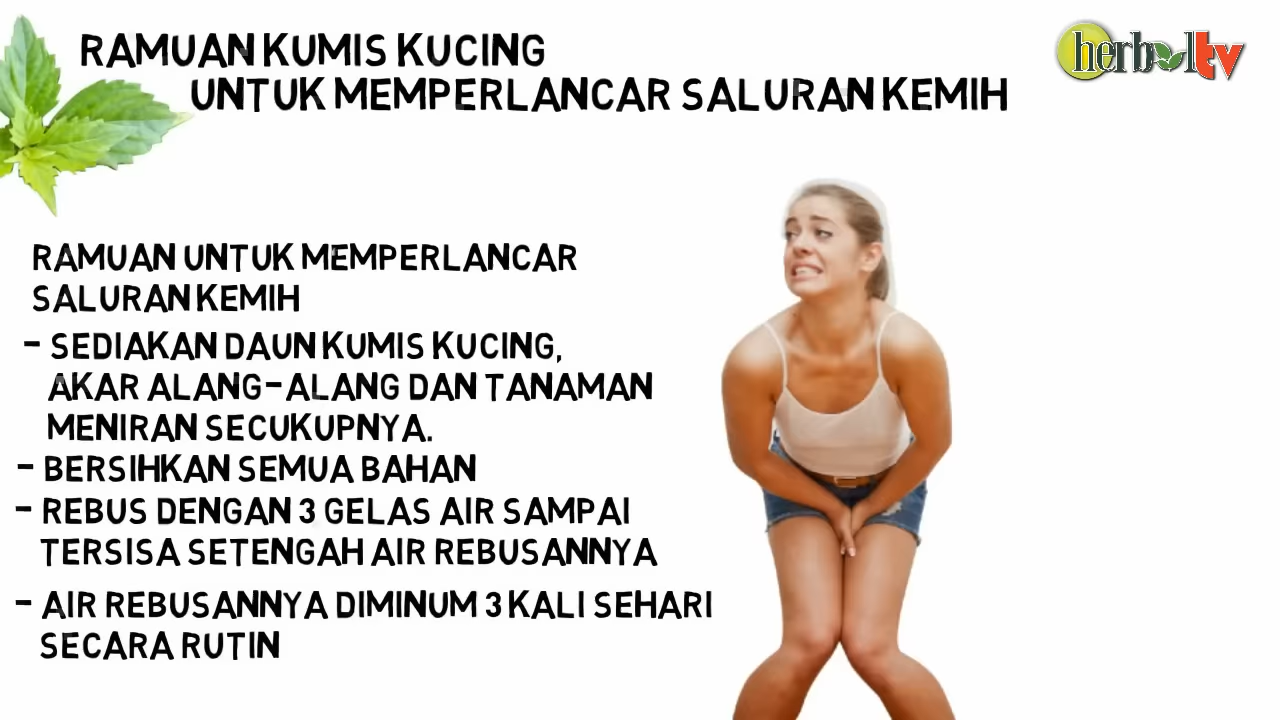 RAMUAN KUMIS KUCING
UNTUK MEMPERLANCAR SALURAN KEMIH
herbaltv
RAMUAN UNTUK MEMPERLANCAR
SALURAN KEMIH
- SEDIAKAN DAUN KUMIS KUCING,
AKAR ALANG-ALANG DAN TANAMAN
MENIRAN SECUKUPNYA.
- BERSIHKAN SEMUA BAHAN
- REBUS DENGAN 3 GELAS AIR SAMPAI
TERSISA SETENGAH AIR REBUSANNYA
- AIR REBUSANNYA DIMINUM 3 KALI SEHARI
SECARA RUTIN